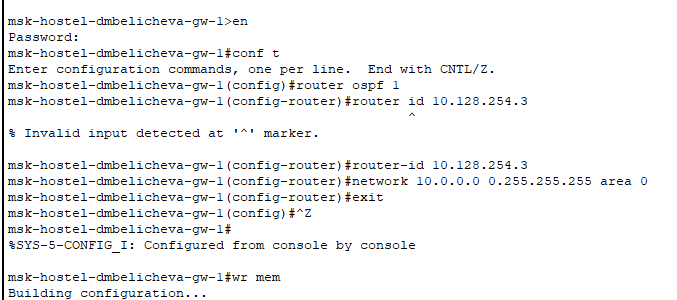 msk-hostel-dmbelicheva-gw-1>en
Password:
msk-hostel-dmbelicheva-gw-1#conf t
Enter configuration commands, one per line.  End with CNTL/Z.
msk-hostel-dmbelicheva-gw-1(config)#router ospf 1
msk-hostel-dmbelicheva-gw-1(config-router)#router id 10.128.254.3
^
% Invalid input detected at '^' marker.
msk-hostel-dmbelicheva-gw-1(config-router)#router-id 10.128.254.3
msk-hostel-dmbelicheva-gw-1(config-router)#network 10.0.0.0 0.255.255.255 area 0
msk-hostel-dmbelicheva-gw-1(config-router)#exit
msk-hostel-dmbelicheva-gw-1(config)#^Z
msk-hostel-dmbelicheva-gw-1#
%SYS-5-CONFIG_I: Configured from console by console
msk-hostel-dmbelicheva-gw-1#wr mem
Building configuration...